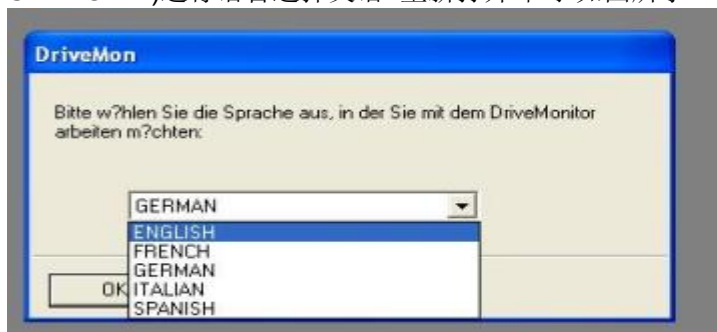 DriveMon
Bitte w?hlen Sie die Sprache aus, in der Sie mit dem DriveMonitor
arbeiten m?chten:
GERMAN
ENGLISH
FRENCH
GERMAN
ITALIAN
SPANISH
OK